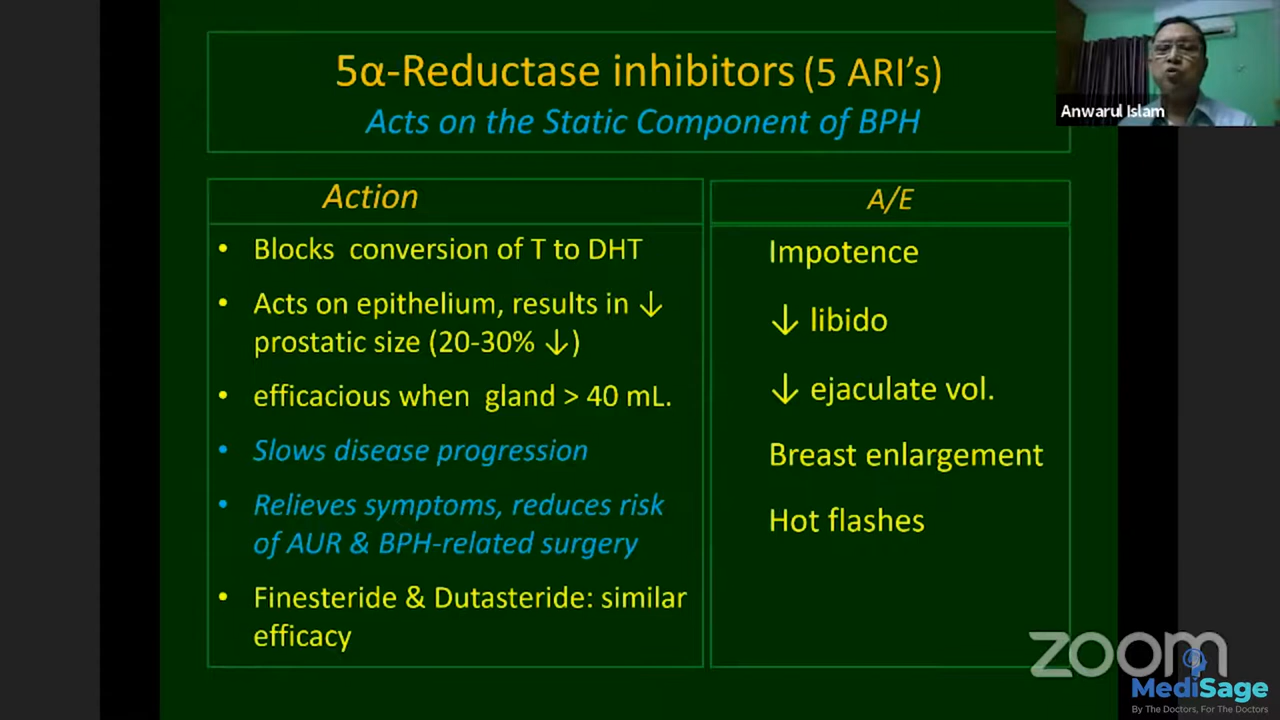 5α-Reductase inhibitors (5 ARI's)
Acts on the Static Component of BPH
Anwarul Islam
Action
• Blocks conversion of T to DHT
• Acts on epithelium, results in ↓
prostatic size (20-30% ↓)
• efficacious when gland > 40 mL.
• Slows disease progression
• Relieves symptoms, reduces risk
of AUR & BPH-related surgery
• Finesteride & Dutasteride: similar
efficacy
A/E
Impotence
↓ libido
↓ ejaculate vol.
Breast enlargement
Hot flashes
zoom
MediSage
By The Doctors, For The Doctors